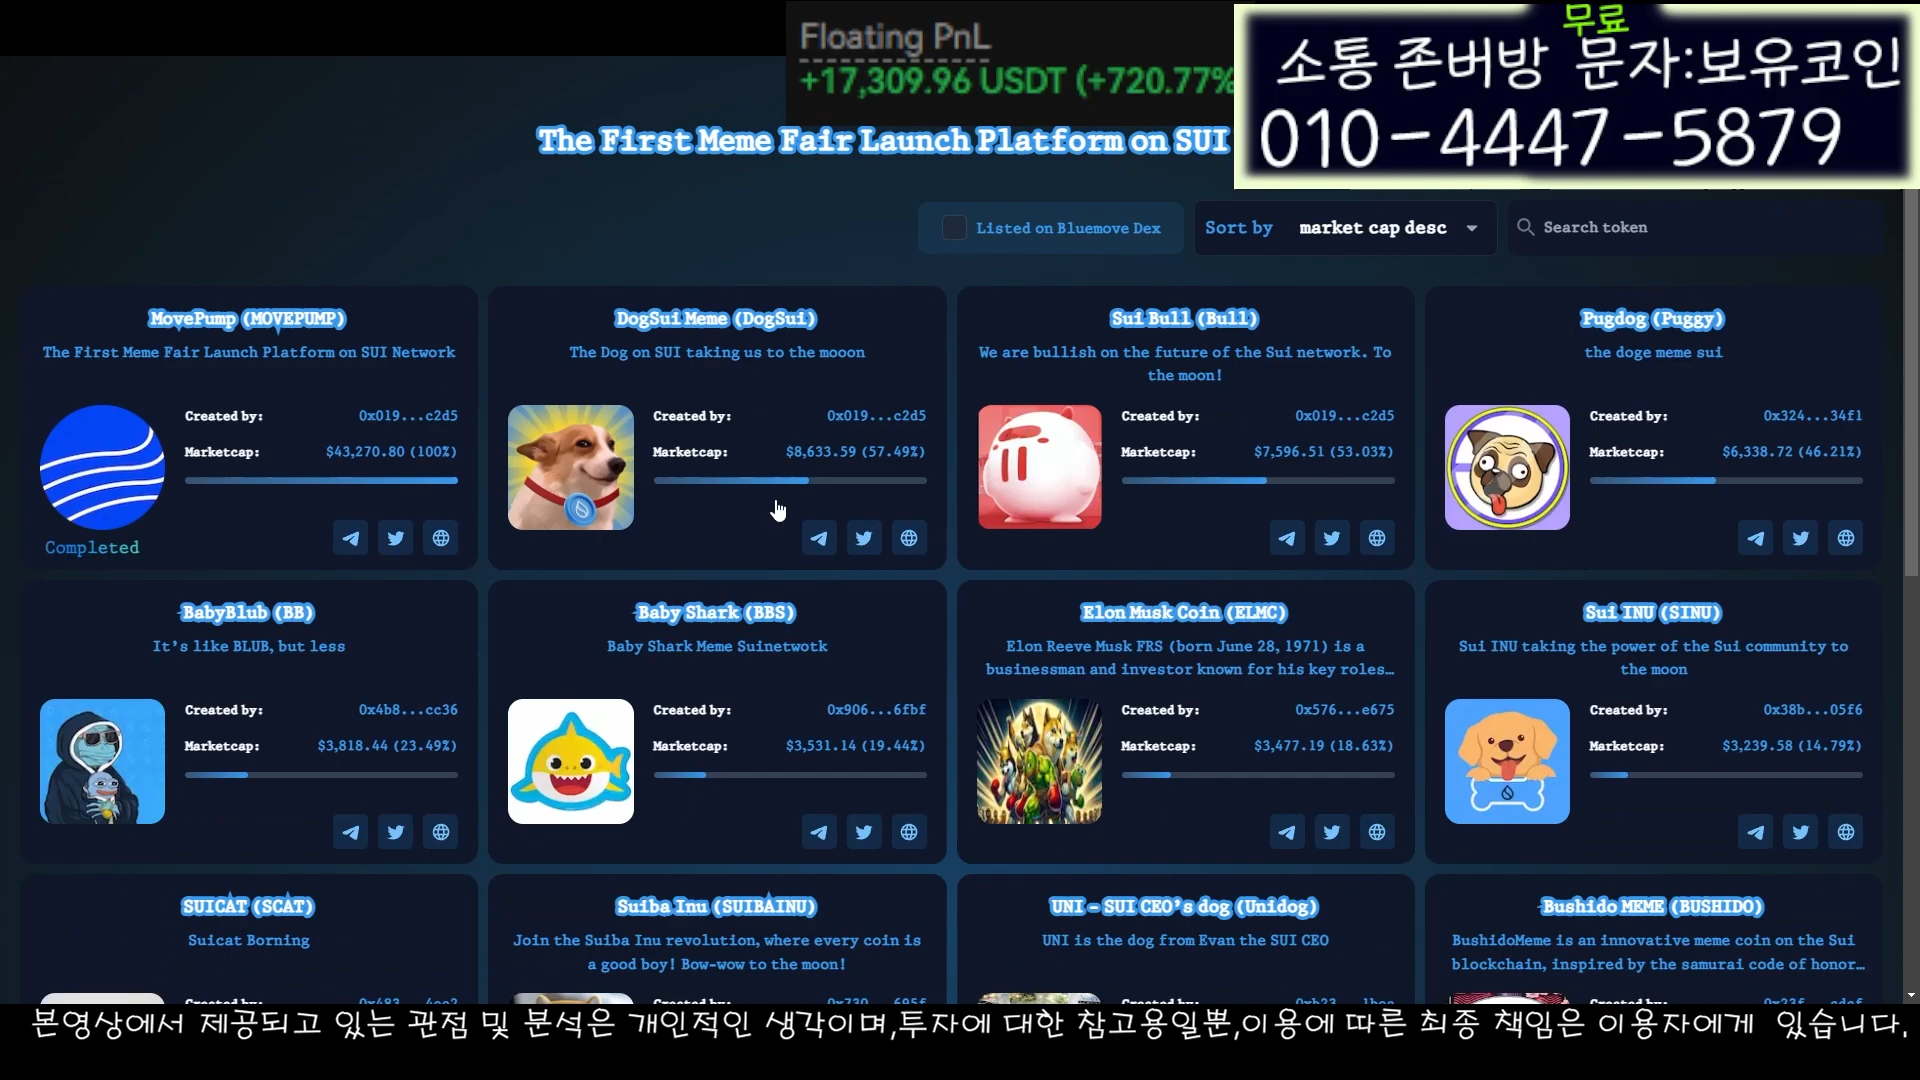 Floating PnL
+17,309.96 USDT (+720.77%
무료
소통 존버방 문자:보유코인
010-4447-5879
The First Meme Fair Launch Platform on SUI
Listed on Bluemove Dex
Sort by market cap desc
Search token
MovePump (MOVEPUMP)
The First Meme Fair Launch Platform on SUI Network
Created by: 0x019...c2d5
Marketcap: $43,270.80 (100%)
Completed
DogSui Meme (DogSui)
The Dog on SUI taking us to the mooon
Created by: 0x019...c2d5
Marketcap: $8,633.59 (57.49%)
Sui Bull (Bull)
We are bullish on the future of the Sui network. To
the moon!
Created by: 0x019...c2d5
Marketcap: $7,596.51 (53.03%)
Pugdog (Puggy)
the doge meme sui
Created by: 0x324...34f1
Marketcap: $6,338.72 (46.21%)
BabyBlub (BB)
It's like BLUB, but less
Created by: 0x4b8...cc36
Marketcap: $3,818.44 (23.49%)
Baby Shark (BBS)
Baby Shark Meme Suinetwotk
Created by: 0x906...6fbf
Marketcap: $3,531.14 (19.44%)
Elon Musk Coin (ELMC)
Elon Reeve Musk FRS (born June 28, 1971) is a
businessman and investor known for his key roles...
Created by: 0x576...e675
Marketcap: $3,477.19 (18.63%)
Sui INU (SINU)
Sui INU taking the power of the Sui community to
the moon
Created by: 0x38b...05f6
Marketcap: $3,239.58 (14.79%)
SUICAT (SCAT)
Suicat Borning
Suiba Inu (SUIBAINU)
Join the Suiba Inu revolution, where every coin is
a good boy! Bow-wow to the moon!
UNI - SUI CEO's dog (Unidog)
UNI is the dog from Evan the SUI CEO
Bushido MEME (BUSHIDO)
BushidoMeme is an innovative meme coin on the Sui
blockchain, inspired by the samurai code of honor...
본영상에서 제공되고 있는 관점 및 분석은 개인적인 생각이며,투자에 대한 참고용일뿐,이용에 따른 최종 책임은 이용자에게 있습니다.